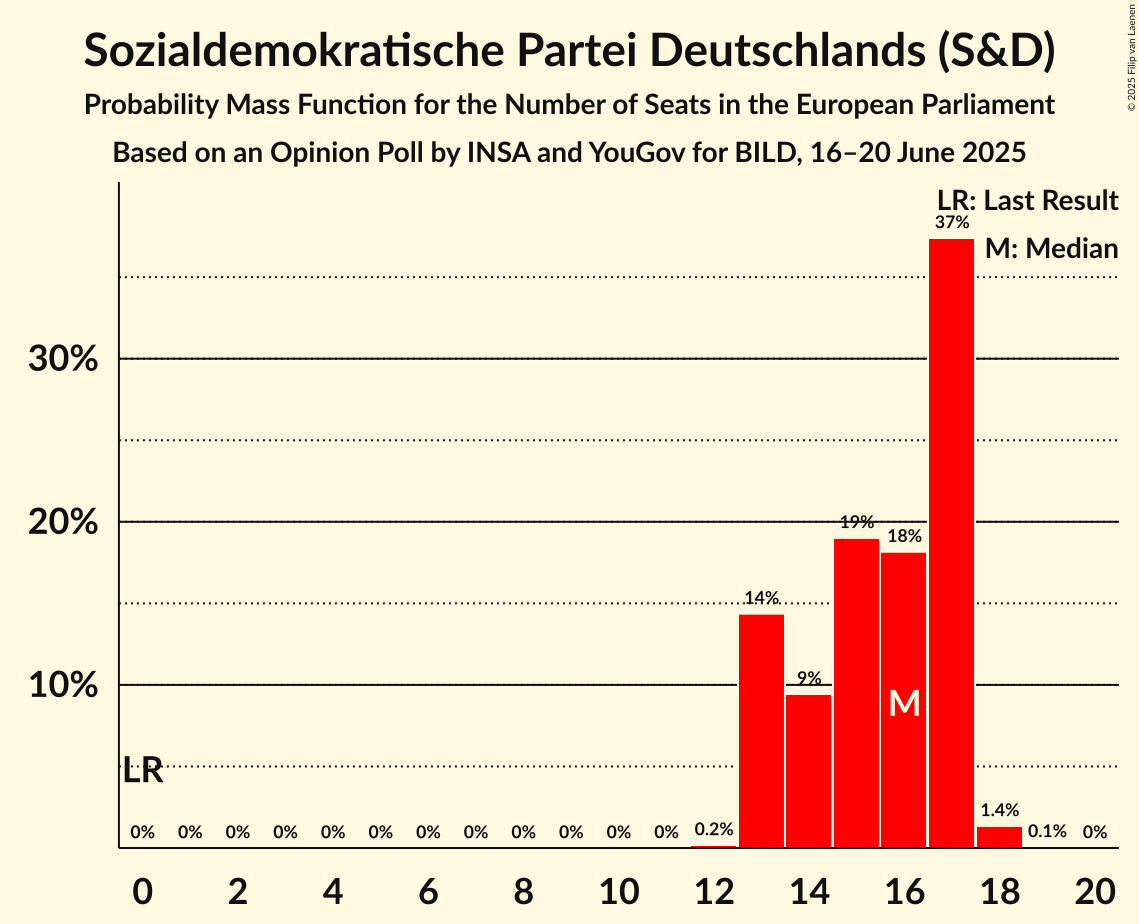 Sozialdemokratische Partei Deutschlands (S&D)
Probability Mass Function for the Number of Seats in the European Parliament
Based on an Opinion Poll by INSA and YouGov for BILD, 16–20 June 2025
© 2025 Filip van Laenen
LR: Last Result
M: Median
37%
30%
20%
19%
18%
14%
10%
9%
M
LR
0% 0% 0% 0% 0% 0% 0% 0% 0% 0% 0% 0% 0.2% 1.4% 0.1% 0%
0 2 4 6 8 10 12 14 16 18 20